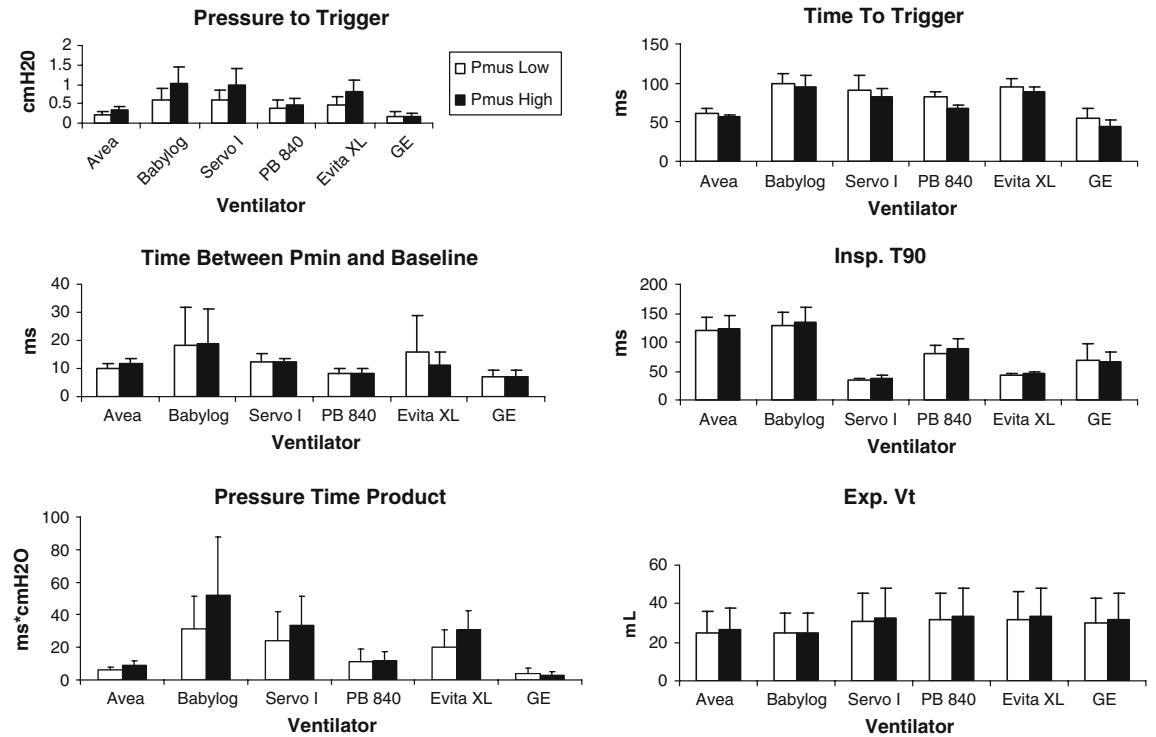 Pressure to Trigger
cmH20
2
1.5
1
0.5
0
Avea Babylog Servo I PB 840 Evita XL GE
Ventilator
Pmus Low
Pmus High
Time To Trigger
ms
150
100
50
0
Avea Babylog Servo I PB 840 Evita XL GE
Ventilator
Time Between Pmin and Baseline
ms
40
30
20
10
0
Avea Babylog Servo I PB 840 Evita XL GE
Ventilator
Insp. T90
ms
200
150
100
50
0
Avea Babylog Servo I PB 840 Evita XL GE
Ventilator
Pressure Time Product
ms*cmH2O
100
80
60
40
20
0
Avea Babylog Servo I PB 840 Evita XL GE
Ventilator
Exp. Vt
mL
60
40
20
0
Avea Babylog Servo I PB 840 Evita XL GE
Ventilator